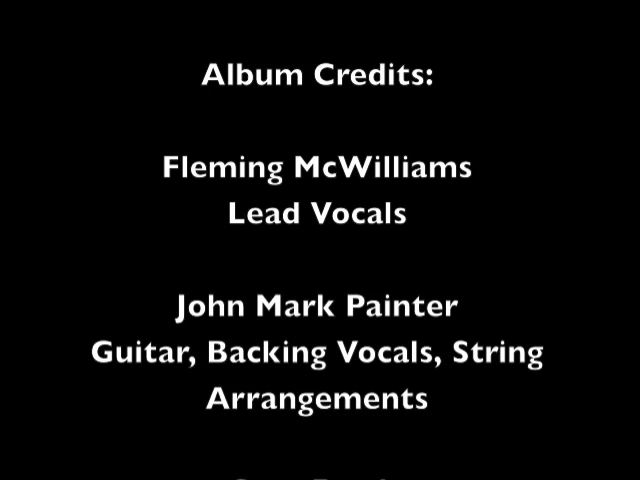 Album Credits:
Fleming McWilliams
Lead Vocals
John Mark Painter
Guitar, Backing Vocals, String
Arrangements